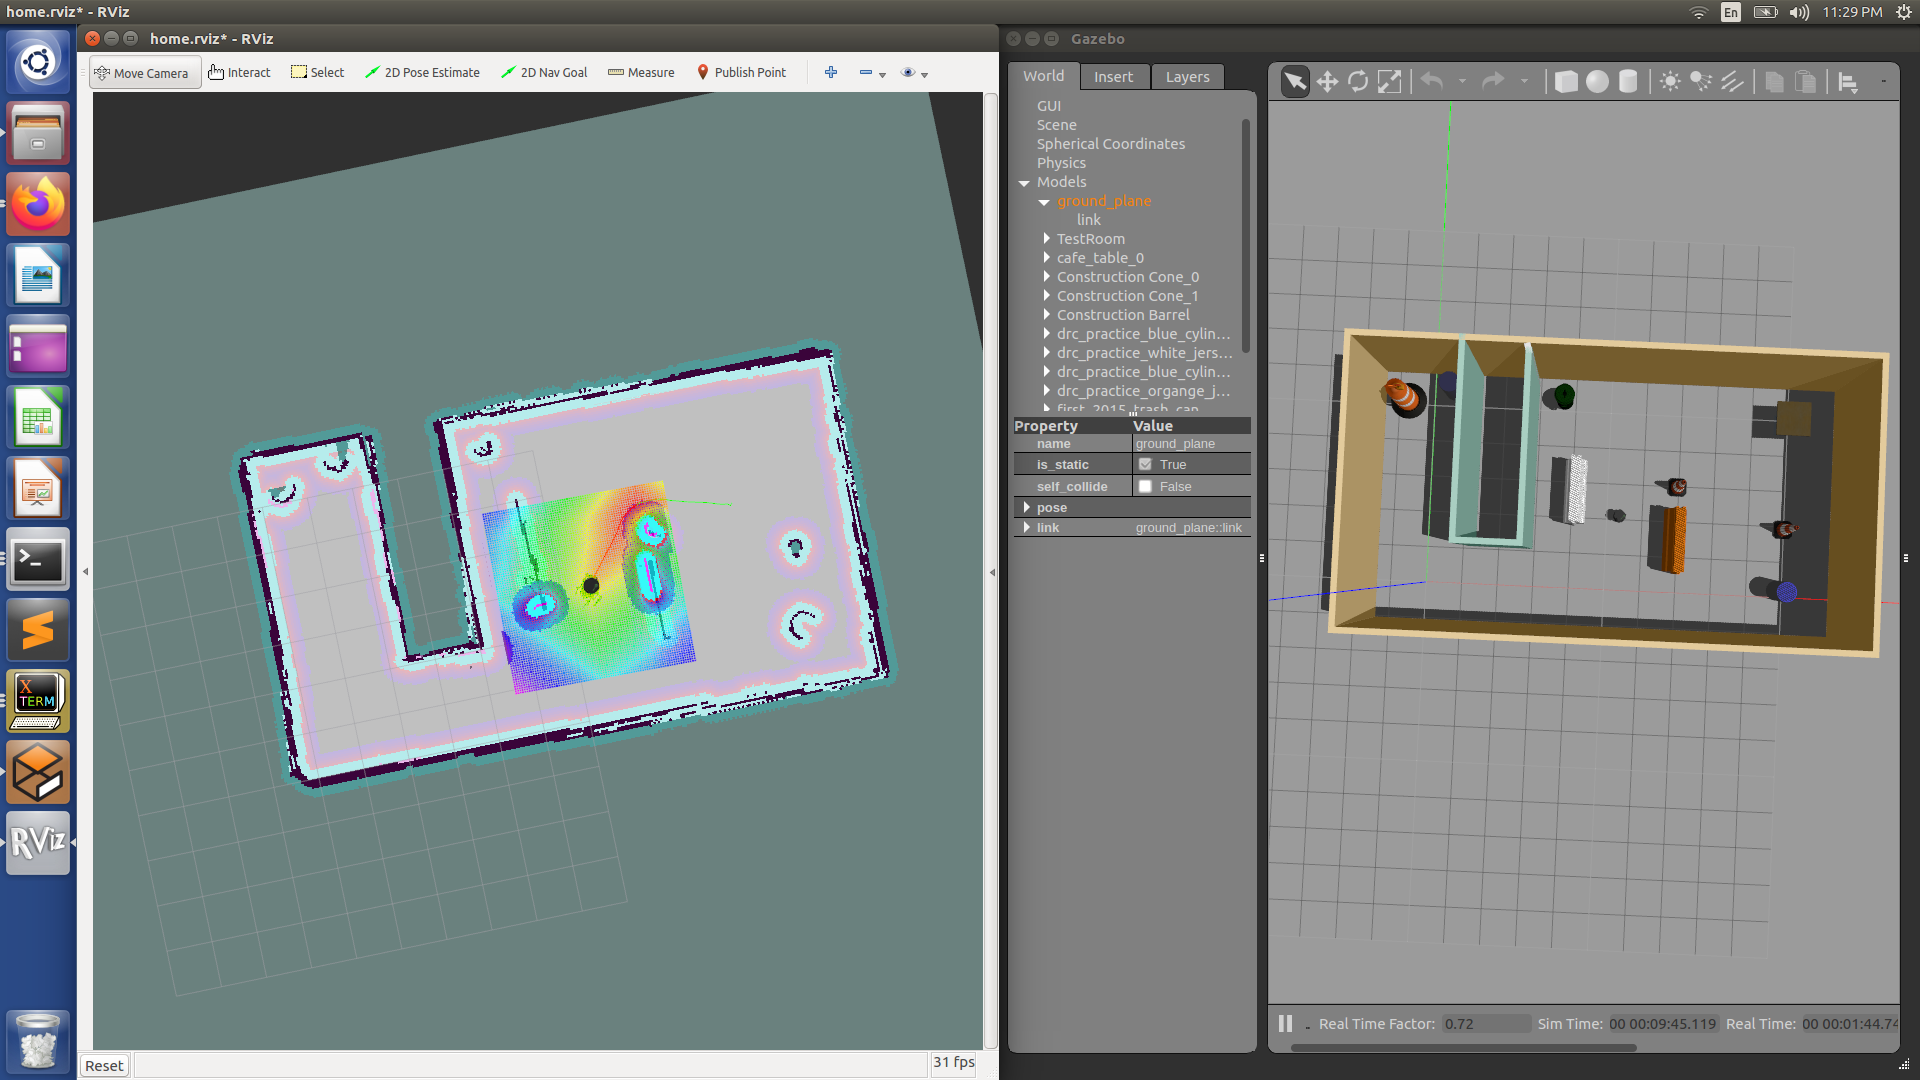 home.rviz* - RViz
En
11:29 PM
home.rviz* - RViz
Move Camera
Interact
Select
2D Pose Estimate
2D Nav Goal
Measure
Publish Point
Gazebo
World
Insert
Layers
GUI
Scene
Spherical Coordinates
Physics
Models
ground_plane
link
TestRoom
cafe_table_0
Construction Cone_0
Construction Cone_1
Construction Barrel
drc_practice_blue_cylin...
drc_practice_white_jers...
drc_practice_blue_cylin...
drc_practice_organge_j...
first_2015_trash_can
Property Value
name ground_plane
is_static True
self_collide False
pose
link ground_plane::link
X TERM
RViz
Reset
31 fps
Real Time Factor: 0.72 Sim Time: 00 00:09:45.119 Real Time: 00 00:01:44.74